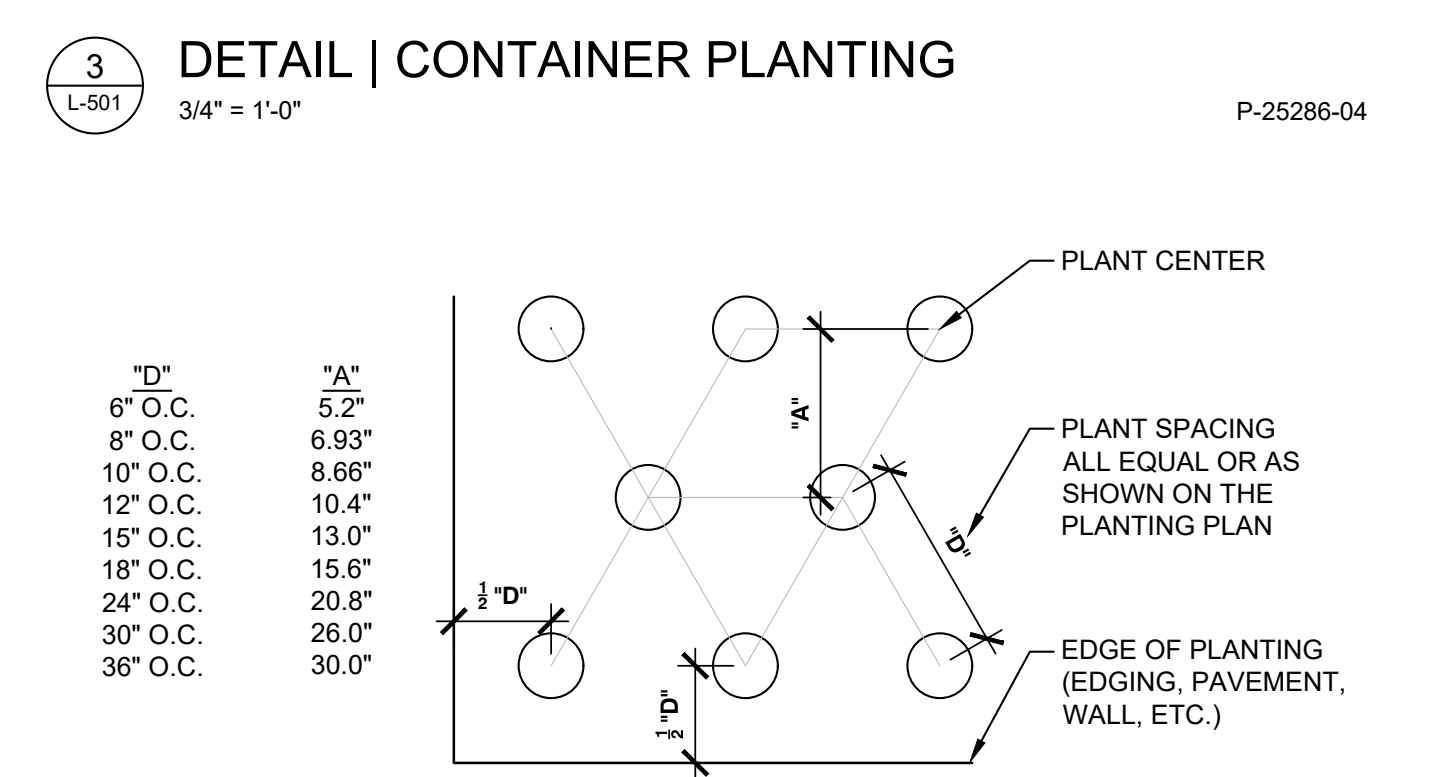 3
L-501
DETAIL | CONTAINER PLANTING
3/4" = 1'-0"
P-25286-04
"D" "A"
6" O.C. 5.2"
8" O.C. 6.93"
10" O.C. 8.66"
12" O.C. 10.4"
15" O.C. 13.0"
18" O.C. 15.6"
24" O.C. 20.8"
30" O.C. 26.0"
36" O.C. 30.0"
"A"
"D"
½ "D"
½ "D"
PLANT CENTER
PLANT SPACING
ALL EQUAL OR AS
SHOWN ON THE
PLANTING PLAN
EDGE OF PLANTING
(EDGING, PAVEMENT,
WALL, ETC.)